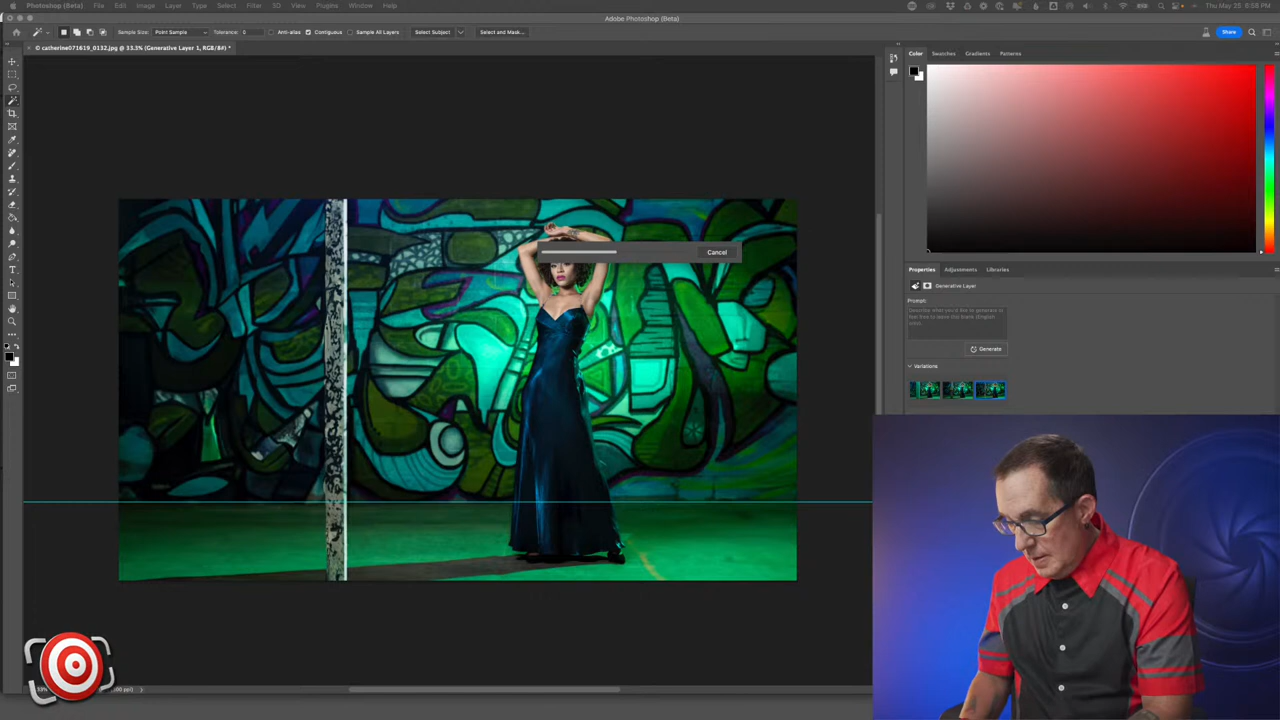 Photoshop (Beta) File Edit Image Layer Type Select Filter 3D View Plugins Window Help
Thu May 25 8:58 PM
Adobe Photoshop (Beta)
Sample Size: Point Sample Tolerance: 0 Anti-alias Contiguous Sample All Layers Select Subject Select and Mask... Share
© catherine071619_0132.jpg @ 33.3% (Generative Layer 1, RGB/8#) *
Color Swatches Gradients Patterns
Cancel
Properties Adjustments Libraries
Generative Layer
Prompt:
Describe what you'd like to generate or
feel free to leave this blank (English
only).
Generate
Variations